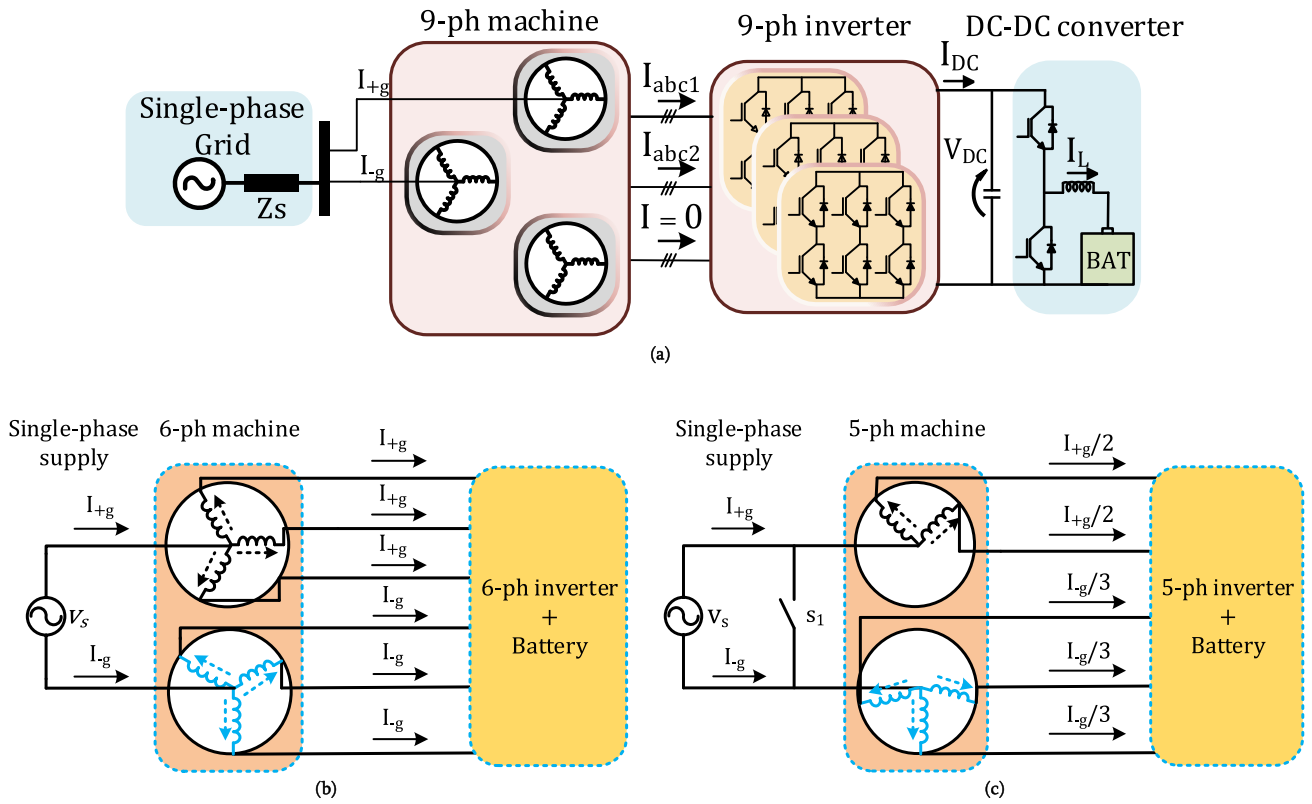 9-ph machine
9-ph inverter
DC-DC converter
Single-phase
Grid
Zs
I+g
I-g
Iabc1
Iabc2
I = 0
IDC
VDC
IL
BAT
(a)
Single-phase
supply
6-ph machine
I+g
I+g
I+g
I+g
I-g
I-g
I-g
I-g
vs
6-ph inverter
+
Battery
(b)
Single-phase
supply
5-ph machine
I+g
I+g/2
I+g/2
I-g/3
I-g/3
I-g/3
I-g
vs
s1
5-ph inverter
+
Battery
(c)